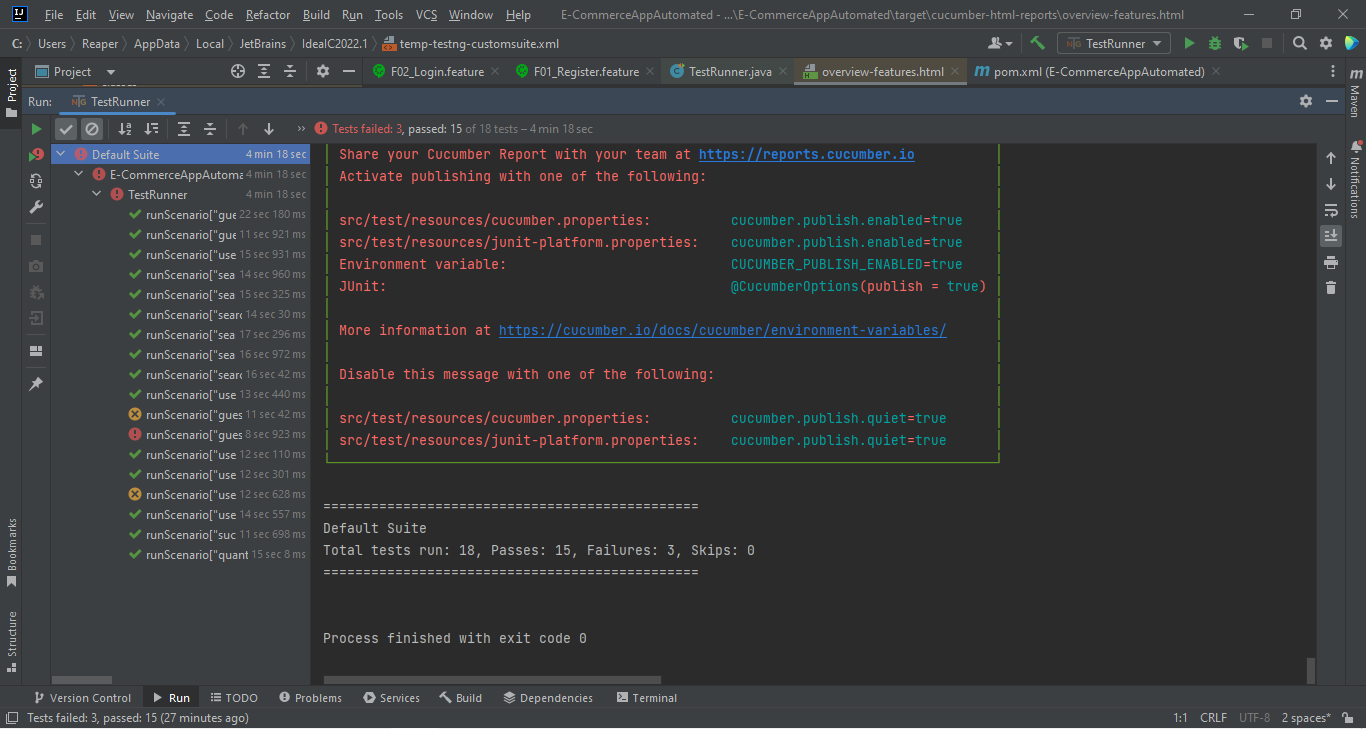 File Edit View Navigate Code Refactor Build Run Tools VCS Window Help E-CommerceAppAutomated - ...\E-CommerceAppAutomated\target\cucumber-html-reports\overview-features.html
C: Users Reaper AppData Local JetBrains IdeaIC2022.1 temp-testng-customsuite.xml TestRunner
Project F02_Login.feature F01_Register.feature TestRunner.java overview-features.html pom.xml (E-CommerceAppAutomated)
Run: TestRunner
Tests failed: 3, passed: 15 of 18 tests – 4 min 18 sec
Default Suite 4 min 18 sec
E-CommerceAppAutoma 4 min 18 sec
TestRunner 4 min 18 sec
runScenario["gue 22 sec 180 ms
runScenario["gue 11 sec 921 ms
runScenario["use 15 sec 931 ms
runScenario["sea 14 sec 960 ms
runScenario["sea 15 sec 325 ms
runScenario["searc 14 sec 30 ms
runScenario["sea 17 sec 296 ms
runScenario["sea 16 sec 972 ms
runScenario["searc 16 sec 42 ms
runScenario["use 13 sec 440 ms
runScenario["gues 11 sec 42 ms
runScenario["gues 8 sec 923 ms
runScenario["use 12 sec 110 ms
runScenario["use 12 sec 301 ms
runScenario["use 12 sec 628 ms
runScenario["use 14 sec 557 ms
runScenario["suc 11 sec 698 ms
runScenario["quant 15 sec 8 ms
Share your Cucumber Report with your team at https://reports.cucumber.io
Activate publishing with one of the following:
src/test/resources/cucumber.properties: cucumber.publish.enabled=true
src/test/resources/junit-platform.properties: cucumber.publish.enabled=true
Environment variable: CUCUMBER_PUBLISH_ENABLED=true
JUnit: @CucumberOptions(publish = true)
More information at https://cucumber.io/docs/cucumber/environment-variables/
Disable this message with one of the following:
src/test/resources/cucumber.properties: cucumber.publish.quiet=true
src/test/resources/junit-platform.properties: cucumber.publish.quiet=true
===============================================
Default Suite
Total tests run: 18, Passes: 15, Failures: 3, Skips: 0
===============================================
Process finished with exit code 0
Project
Bookmarks
Structure
Maven
Notifications
Version Control Run TODO Problems Services Build Dependencies Terminal
Tests failed: 3, passed: 15 (27 minutes ago) 1:1 CRLF UTF-8 2 spaces*